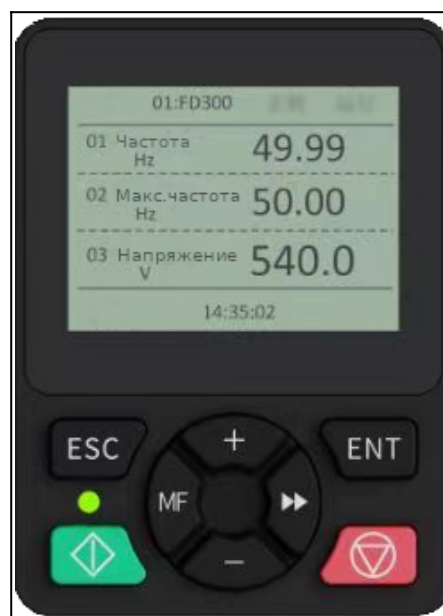 01:FD300
01 Частота 49.99
Hz
02 Макс.частота 50.00
Hz
03 Напряжение 540.0
V
14:35:02
ESC + ENT
MF
−